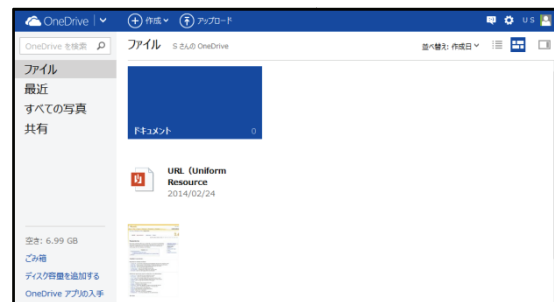 OneDrive
作成
アップロード
US
OneDrive を検索
ファイル
最近
すべての写真
共有
空き: 6.99 GB
ごみ箱
ディスク容量を追加する
OneDrive アプリの入手
ファイル
S さんの OneDrive
並べ替え: 作成日
ドキュメント
0
URL (Uniform
Resource
2014/02/24